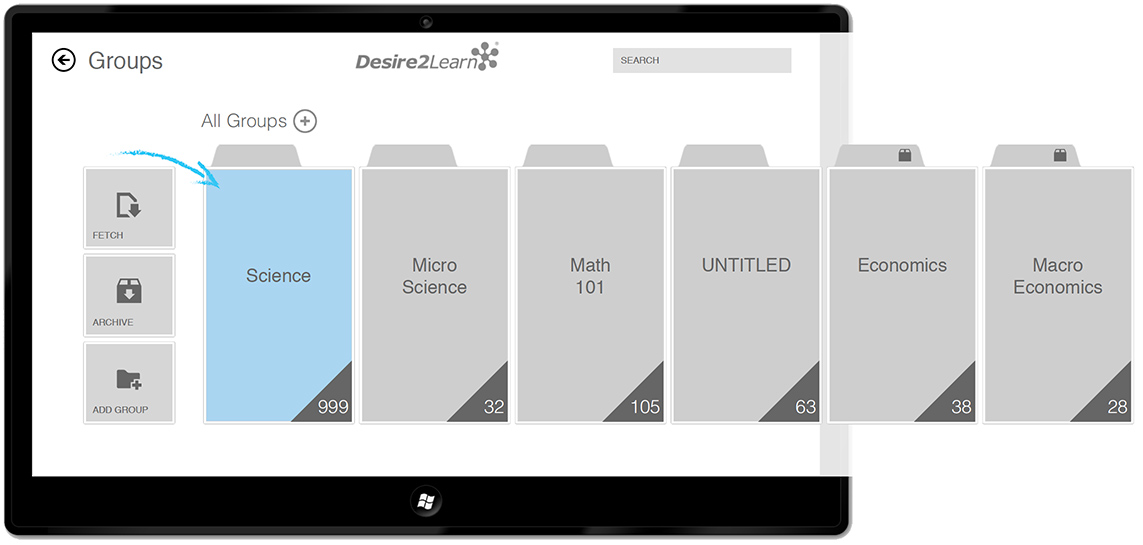 Groups
Desire2Learn
SEARCH
All Groups
FETCH
ARCHIVE
ADD GROUP
Science
999
Micro
Science
32
Math
101
105
UNTITLED
63
Economics
38
Macro
Economics
28